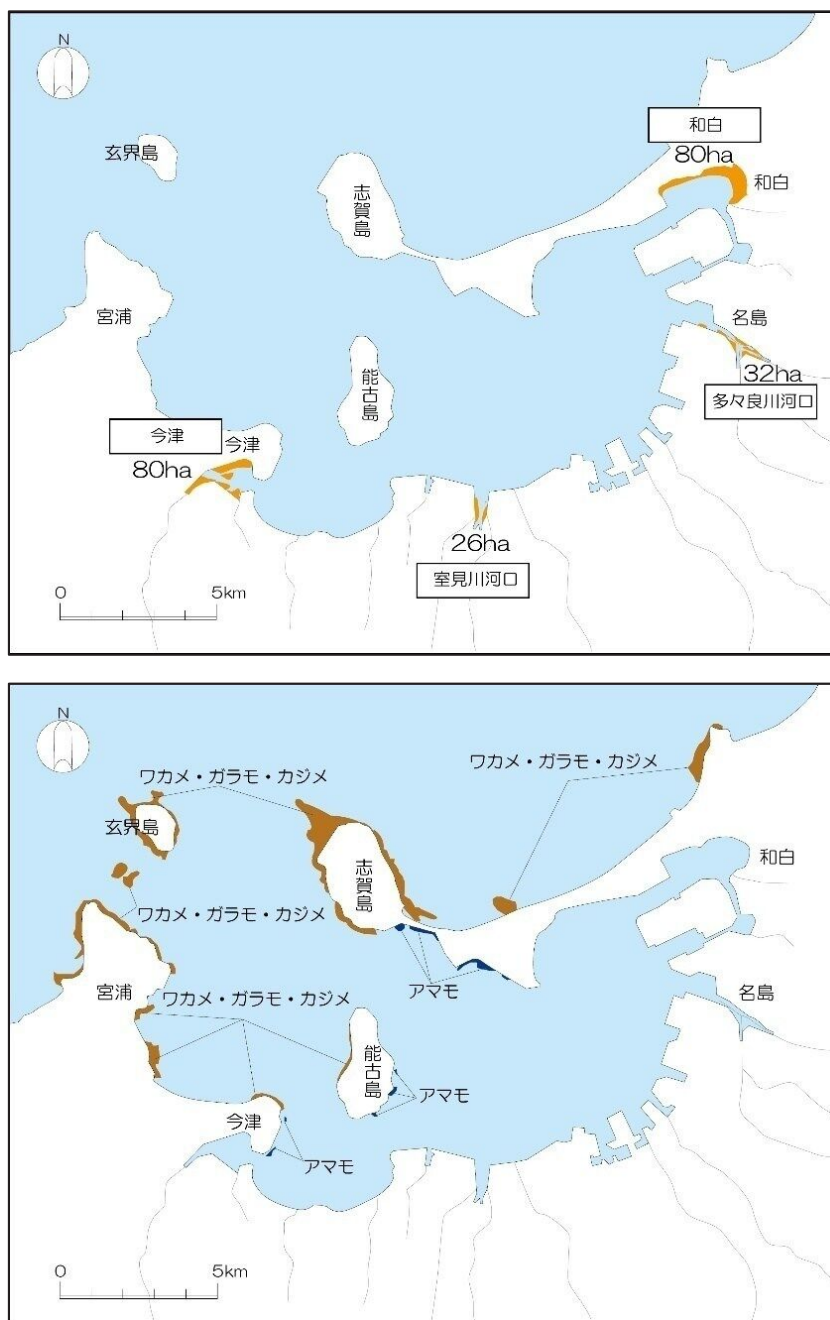 N
玄界島
志賀島
和白
80ha
和白
宮浦
名島
32ha
多々良川河口
能古島
今津
今津
80ha
26ha
室見川河口
0 5km
N
ワカメ・ガラモ・カジメ
ワカメ・ガラモ・カジメ
玄界島
志賀島
和白
ワカメ・ガラモ・カジメ
宮浦
アマモ
名島
ワカメ・ガラモ・カジメ
能古島
アマモ
今津
アマモ
0 5km